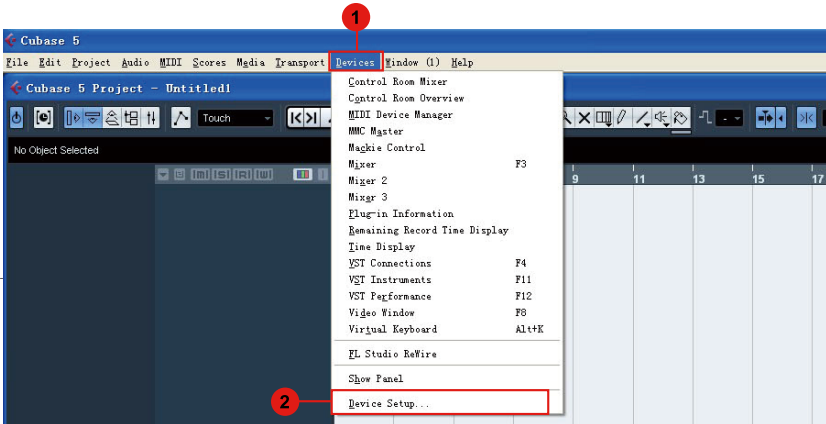 1
Cubase 5
File Edit Project Audio MIDI Scores Media Transport Devices Window (1) Help
Cubase 5 Project - Untitled1
Touch
No Object Selected
Control Room Mixer
Control Room Overview
MIDI Device Manager
MMC Master
Mackie Control
Mixer F3
Mixer 2
Mixer 3
Plug-in Information
Remaining Record Time Display
Time Display
VST Connections F4
VST Instruments F11
VST Performance F12
Video Window F8
Virtual Keyboard Alt+K
FL Studio ReWire
Show Panel
2 Device Setup...
[m] [s] [R] [W]
9 11 13 15 17